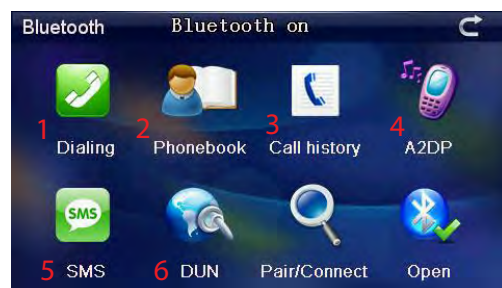 Bluetooth Bluetooth on
1 Dialing 2 Phonebook 3 Call history 4 A2DP
SMS
5 SMS 6 DUN Pair/Connect Open